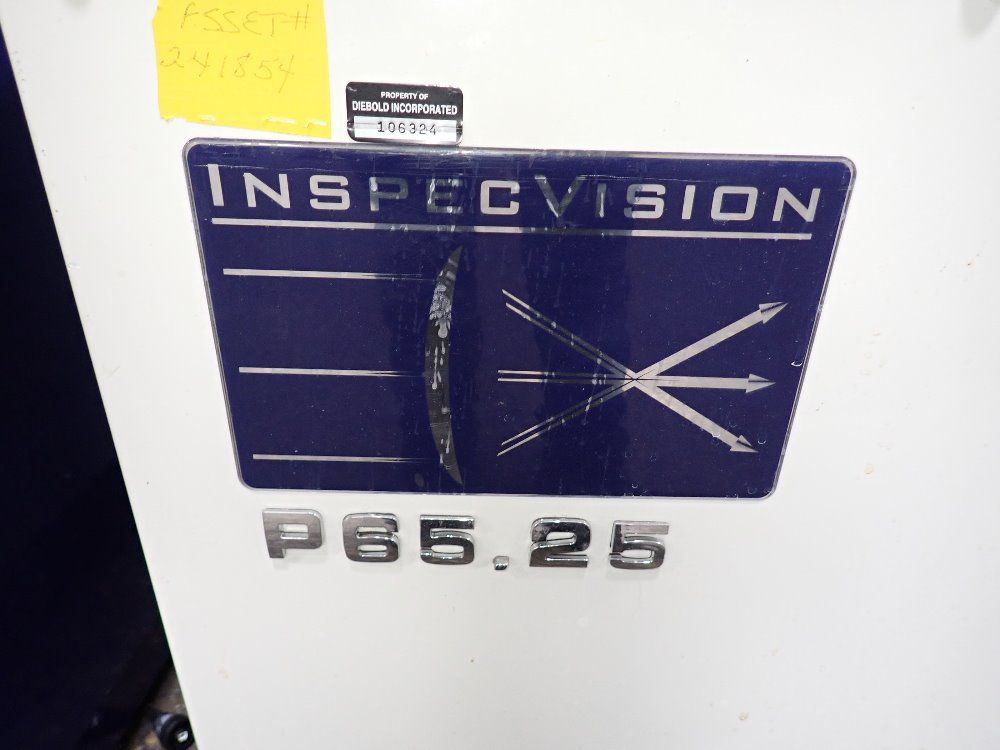 ASSET#
241854
PROPERTY OF
DIEBOLD INCORPORATED
106324
INSPECVISION
P65.25